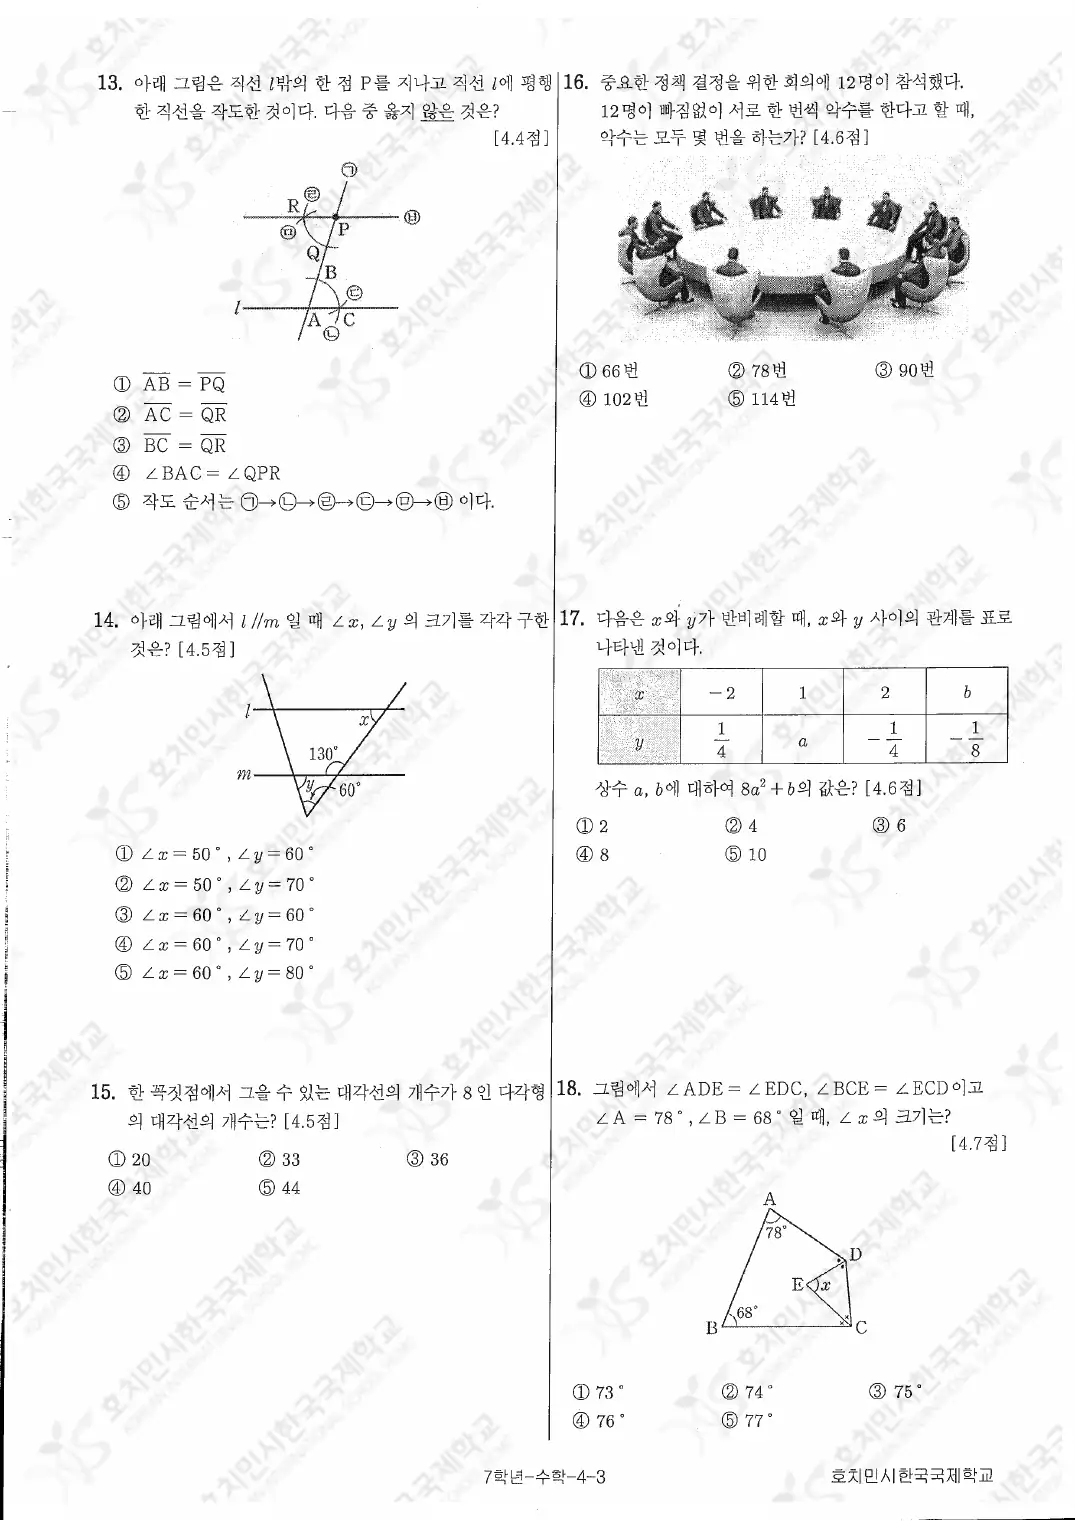 13. 아래 그림은 직선 l밖의 한 점 P를 지나고 직선 l에 평행
한 직선을 작도한 것이다. 다음 중 옳지 않은 것은?
[4.4점]
㉠
㉣
R
㉥
㉤
P
Q
B
㉢
l
A
C
㉡
① AB = PQ
② AC = QR
③ BC = QR
④ ∠BAC = ∠QPR
⑤ 작도 순서는 ㉠→㉡→㉣→㉢→㉤→㉥ 이다.
14. 아래 그림에서 l //m 일 때 ∠x, ∠y 의 크기를 각각 구한
것은? [4.5점]
l
x
130°
m
y
60°
① ∠x = 50°, ∠y = 60°
② ∠x = 50°, ∠y = 70°
③ ∠x = 60°, ∠y = 60°
④ ∠x = 60°, ∠y = 70°
⑤ ∠x = 60°, ∠y = 80°
15. 한 꼭짓점에서 그을 수 있는 대각선의 개수가 8인 다각형
의 대각선의 개수는? [4.5점]
① 20 ② 33 ③ 36
④ 40 ⑤ 44
16. 중요한 정책 결정을 위한 회의에 12명이 참석했다.
12명이 빠짐없이 서로 한 번씩 악수를 한다고 할 때,
악수는 모두 몇 번을 하는가? [4.6점]
① 66번 ② 78번 ③ 90번
④ 102번 ⑤ 114번
17. 다음은 x와 y가 반비례할 때, x와 y 사이의 관계를 표로
나타낸 것이다.
x -2 1 2 b
y 1/4 a -1/4 -1/8
상수 a, b에 대하여 8a² + b의 값은? [4.6점]
① 2 ② 4 ③ 6
④ 8 ⑤ 10
18. 그림에서 ∠ADE = ∠EDC, ∠BCE = ∠ECD이고
∠A = 78°, ∠B = 68° 일 때, ∠x의 크기는?
[4.7점]
A
78°
D
E
x
68°
B
C
① 73° ② 74° ③ 75°
④ 76° ⑤ 77°
7학년-수학-4-3
호치민시한국국제학교